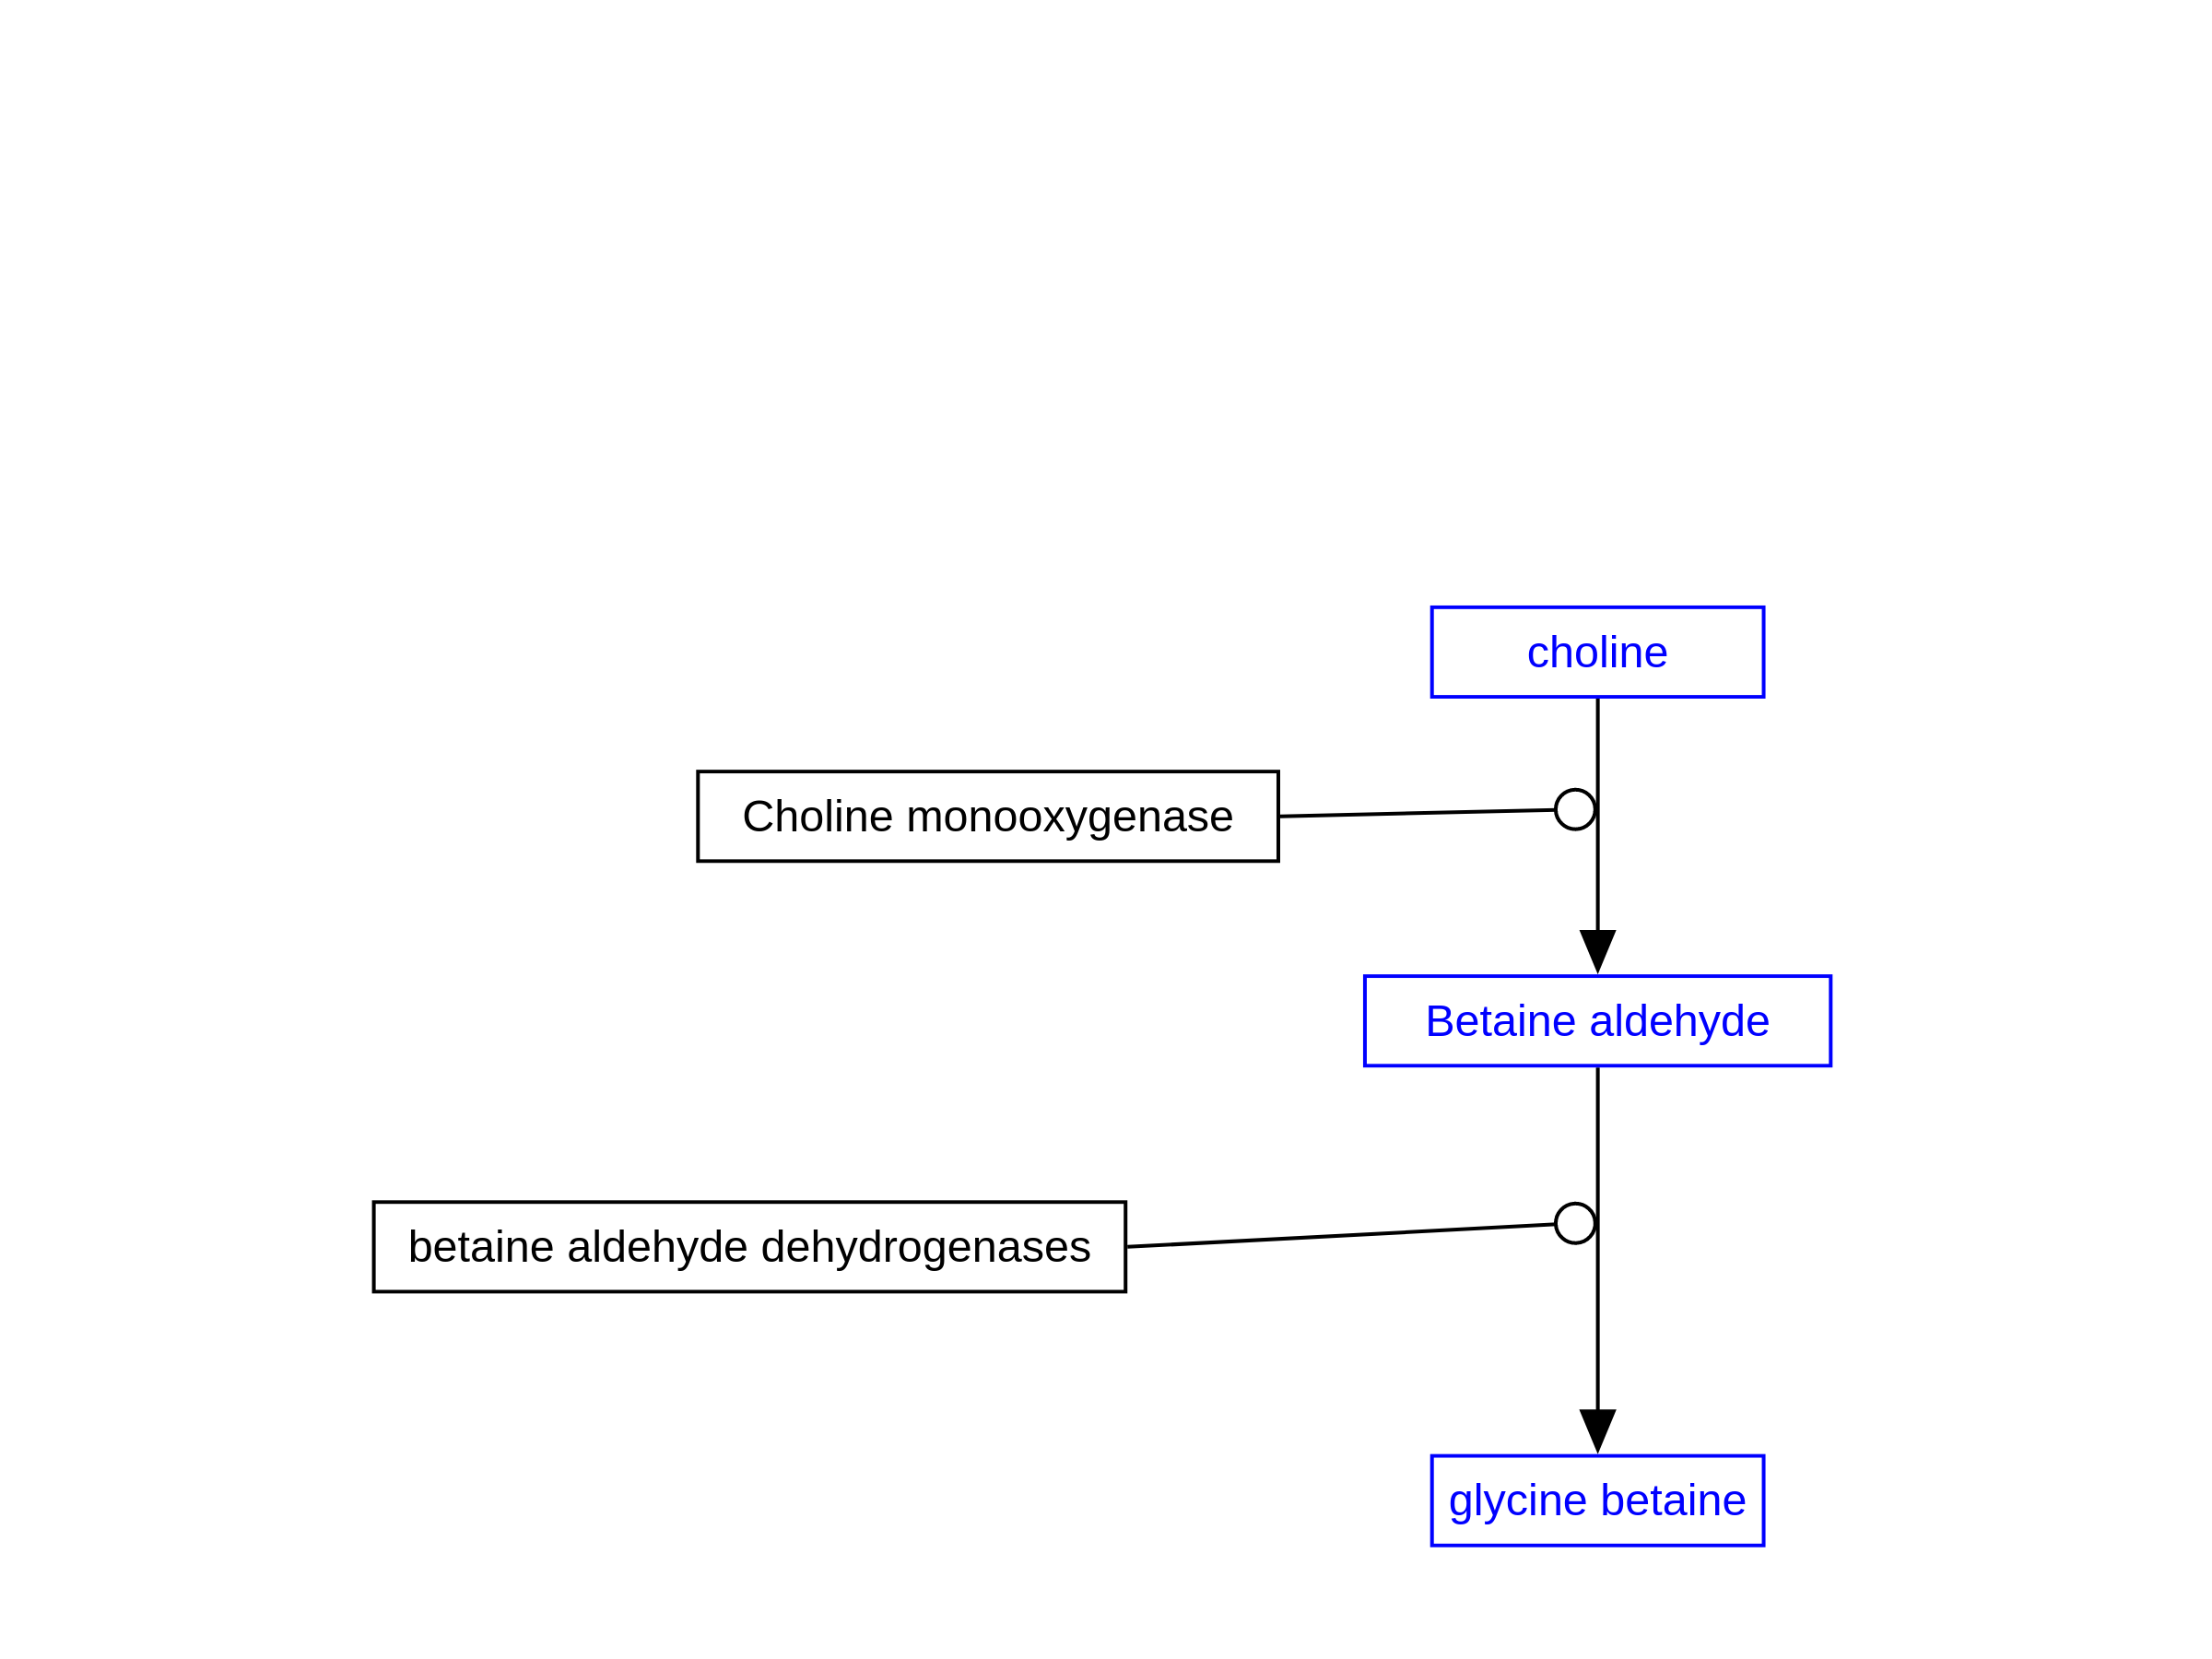 choline
Choline monooxygenase
Betaine aldehyde
betaine aldehyde dehydrogenases
glycine betaine